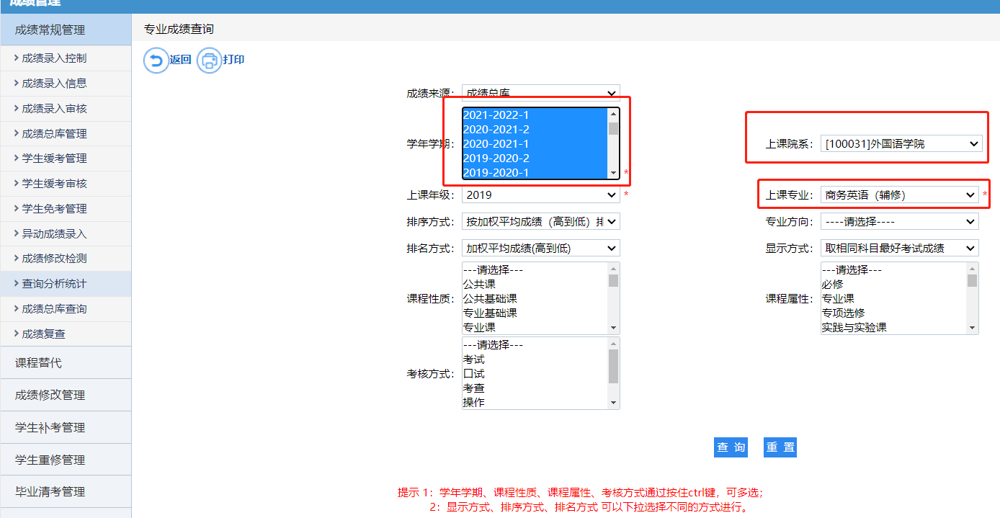 成绩管理
成绩常规管理
成绩录入控制
成绩录入信息
成绩录入审核
成绩总库管理
学生缓考管理
学生缓考审核
学生免考管理
异动成绩录入
成绩修改检测
查询分析统计
成绩总库查询
成绩复查
课程替代
成绩修改管理
学生补考管理
学生重修管理
毕业清考管理
专业成绩查询
返回 打印
成绩来源： 成绩总库
学年学期：
2021-2022-1
2020-2021-2
2020-2021-1
2019-2020-2
2019-2020-1
*
上课院系： [100031]外国语学院
上课年级： 2019 *
上课专业： 商务英语（辅修） *
排序方式： 按加权平均成绩（高到低）排
专业方向： ----请选择----
排名方式： 加权平均成绩(高到低)
显示方式： 取相同科目最好考试成绩
课程性质：
---请选择---
公共课
公共基础课
专业基础课
专业课
课程属性：
---请选择---
必修
专业课
专项选修
实践与实验课
考核方式：
---请选择---
考试
口试
考查
操作
查 询 重 置
提示 1：学年学期、课程性质、课程属性、考核方式通过按住ctrl键，可多选；
2：显示方式、排序方式、排名方式 可以下拉选择不同的方式进行。